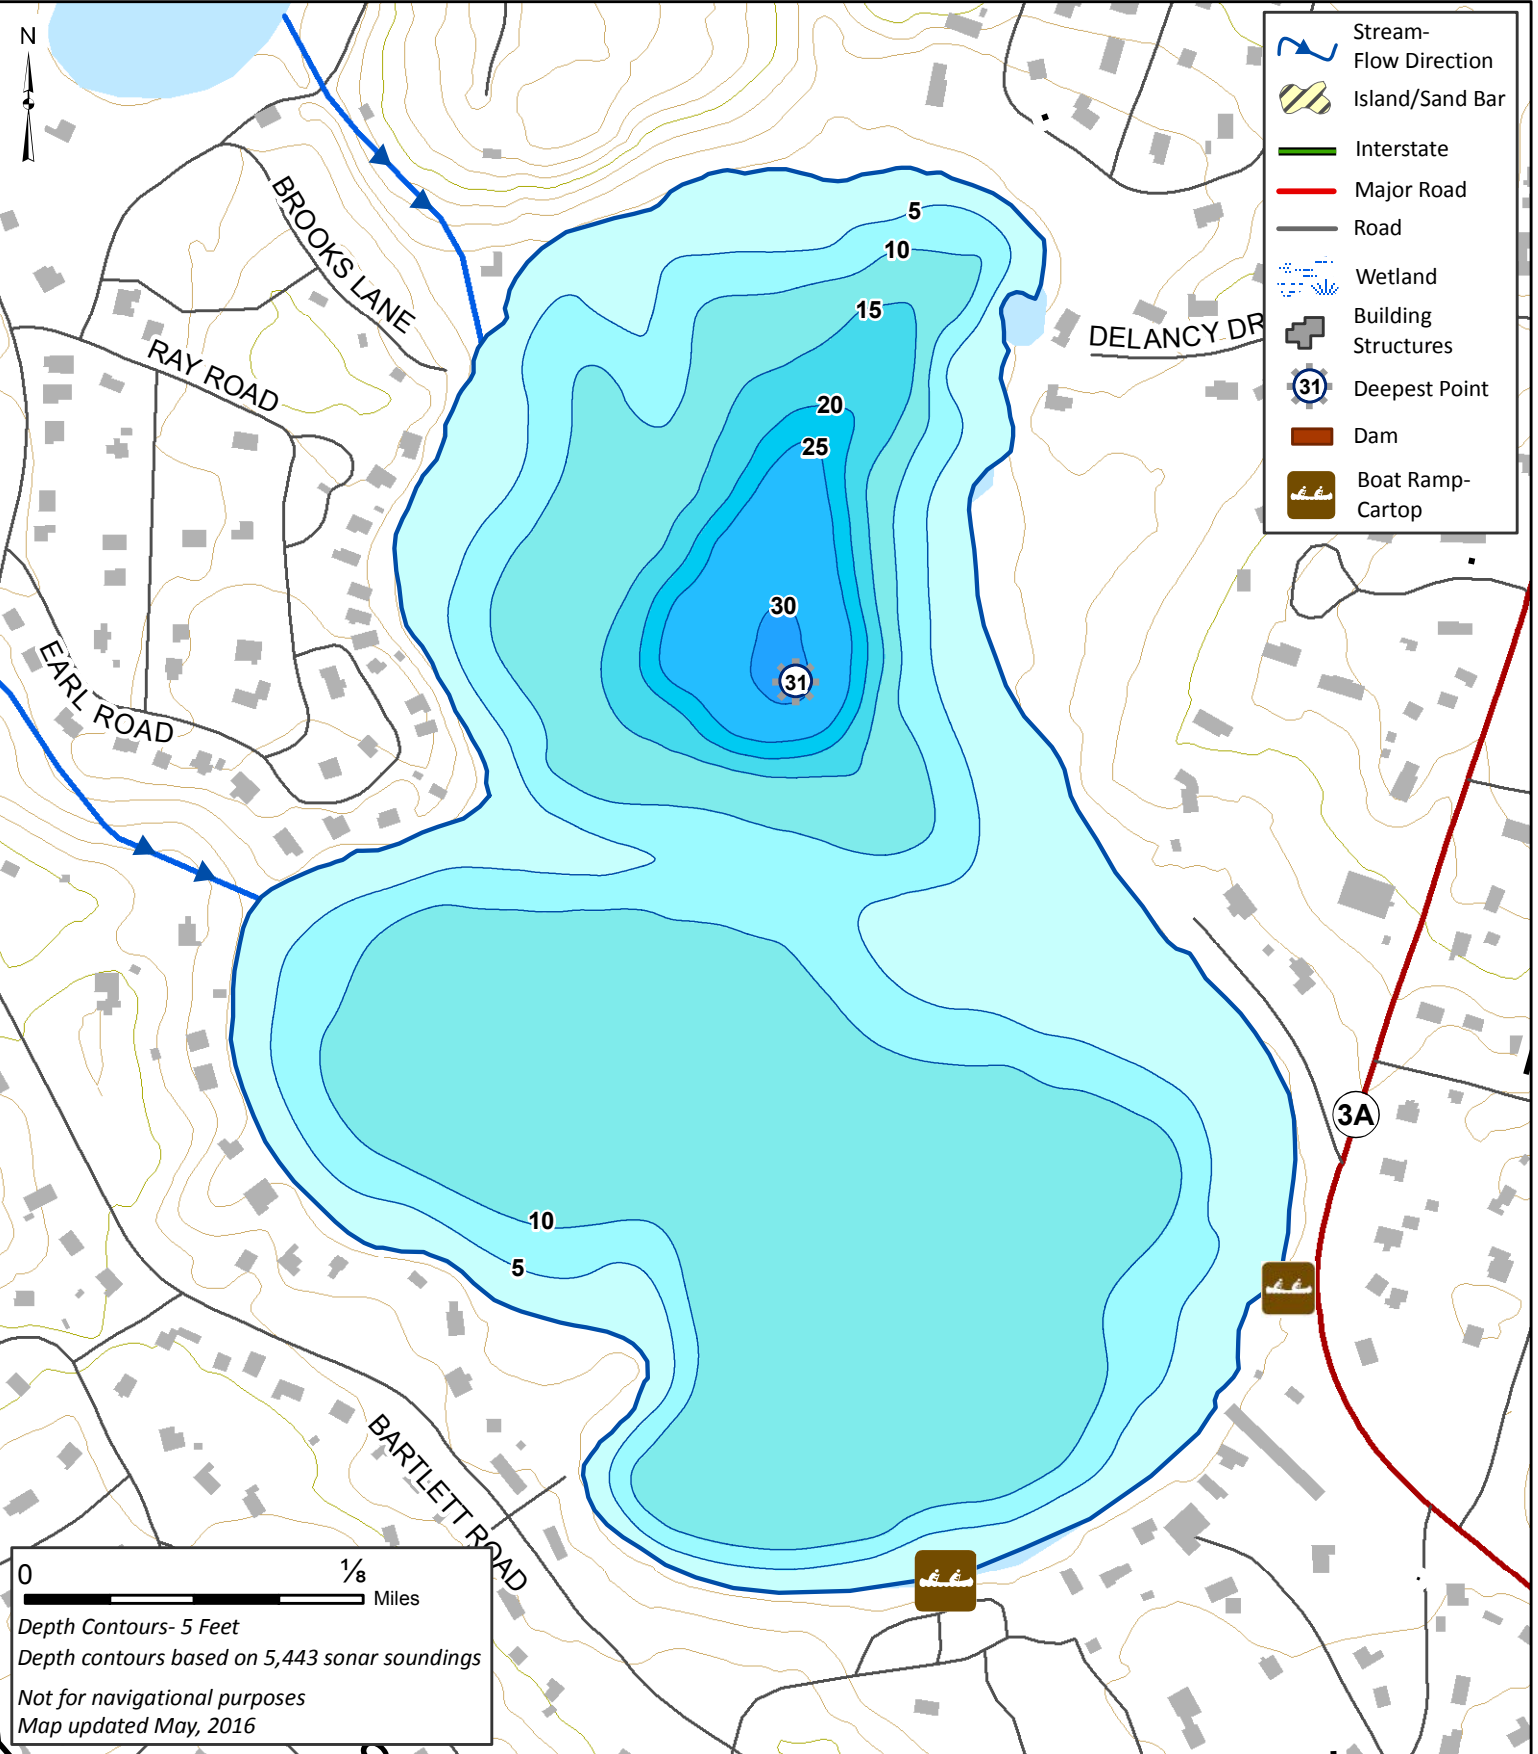 N
Stream-
Flow Direction
Island/Sand Bar
Interstate
Major Road
Road
Wetland
Building
Structures
31
Deepest Point
Dam
Boat Ramp-
Cartop
BROOKS LANE
RAY ROAD
EARL ROAD
DELANCY DR
5
10
15
20
25
30
31
3A
10
5
BARTLETT ROAD
0 1/8
Miles
Depth Contours- 5 Feet
Depth contours based on 5,443 sonar soundings
Not for navigational purposes
Map updated May, 2016